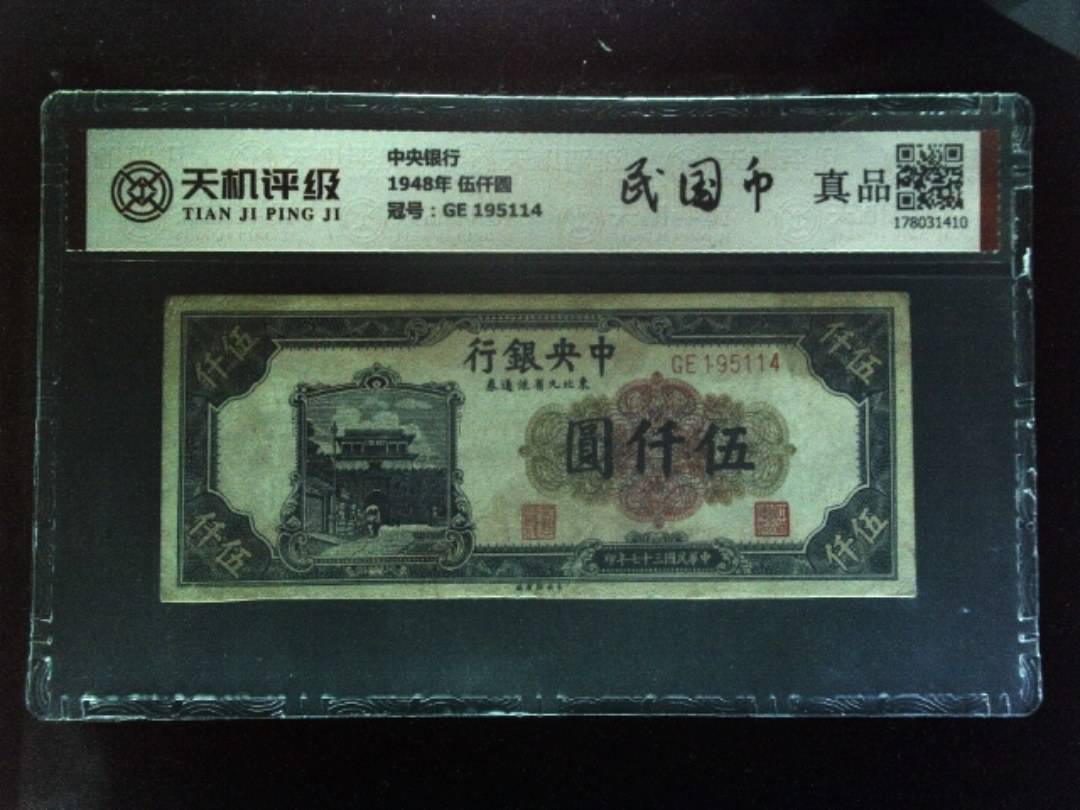 天机评级
TIAN JI PING JI
中央银行
1948年 伍仟圆
冠号：GE 195114
民国币
真品
178031410
伍仟
伍仟
行銀央中
GE 195114
券通流省九北東
圓仟伍
印年七十三國民華中
伍仟
伍仟